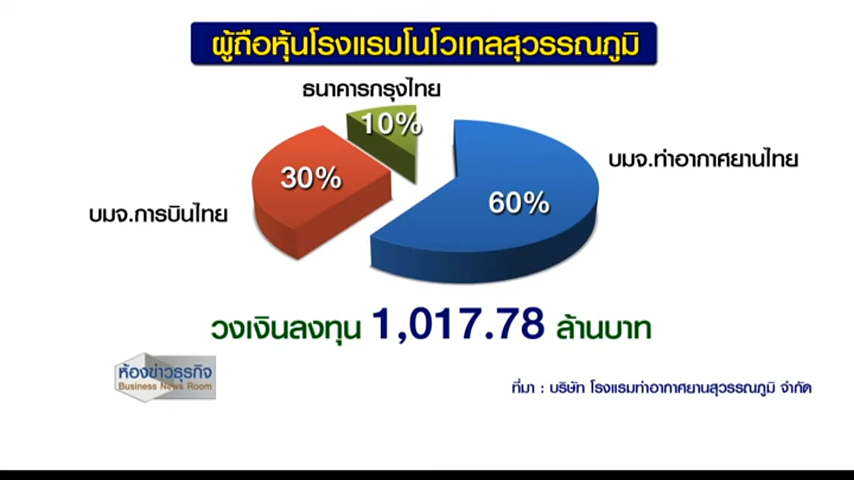 ผู้ถือหุ้นโรงแรมโนโวเทลสุวรรณภูมิ
ธนาคารกรุงไทย
10%
บมจ.ท่าอากาศยานไทย
30%
60%
บมจ.การบินไทย
วงเงินลงทุน 1,017.78 ล้านบาท
ห้องข่าวธุรกิจ
Business News Room
ที่มา : บริษัท โรงแรมท่าอากาศยานสุวรรณภูมิ จำกัด